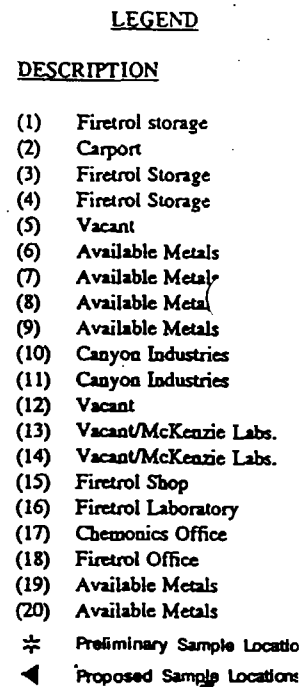 LEGEND
DESCRIPTION
(1) Firetrol storage
(2) Carport
(3) Firetrol Storage
(4) Firetrol Storage
(5) Vacant
(6) Available Metals
(7) Available Metals
(8) Available Metal
(9) Available Metals
(10) Canyon Industries
(11) Canyon Industries
(12) Vacant
(13) Vacant/McKenzie Labs.
(14) Vacant/McKenzie Labs.
(15) Firetrol Shop
(16) Firetrol Laboratory
(17) Chemonics Office
(18) Firetrol Office
(19) Available Metals
(20) Available Metals
Preliminary Sample Locatio
Proposed Sample Locations